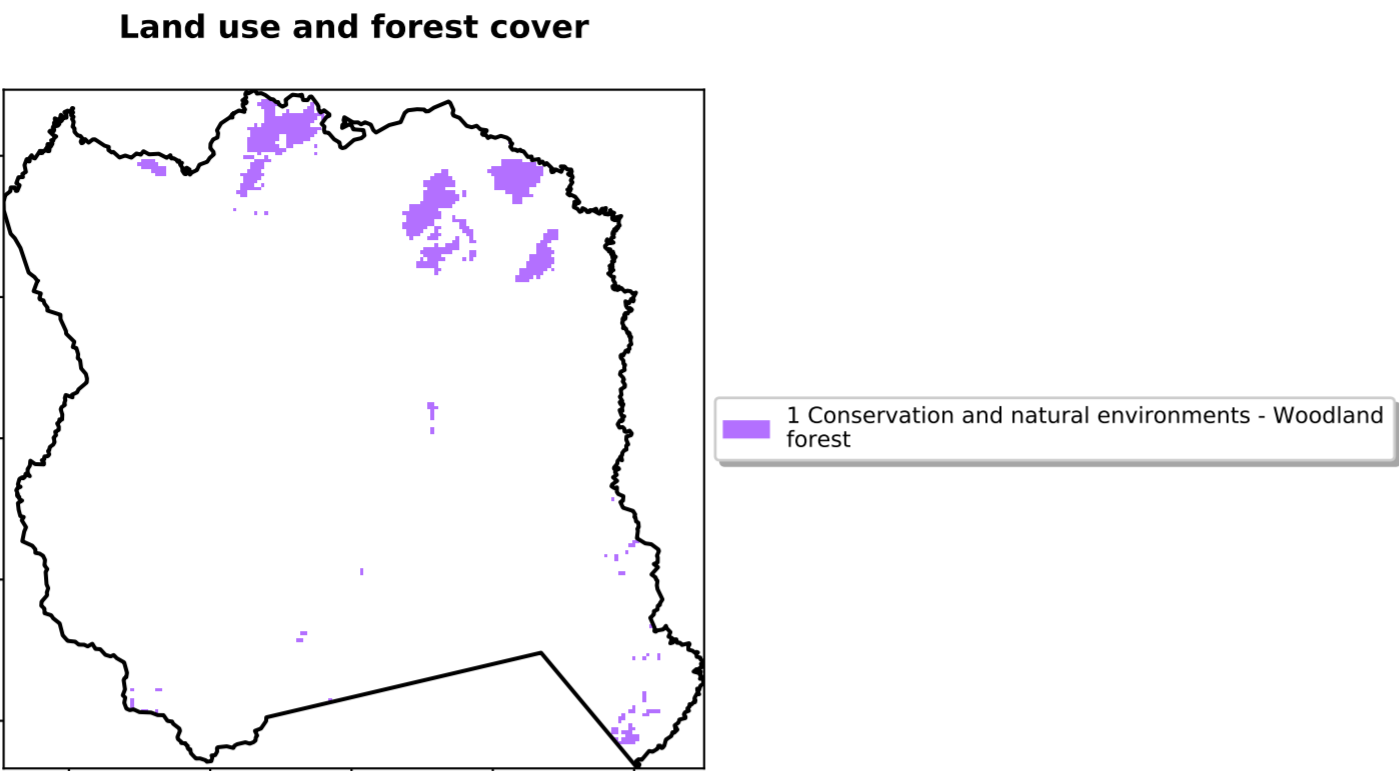 Land use and forest cover
1 Conservation and natural environments - Woodland
forest